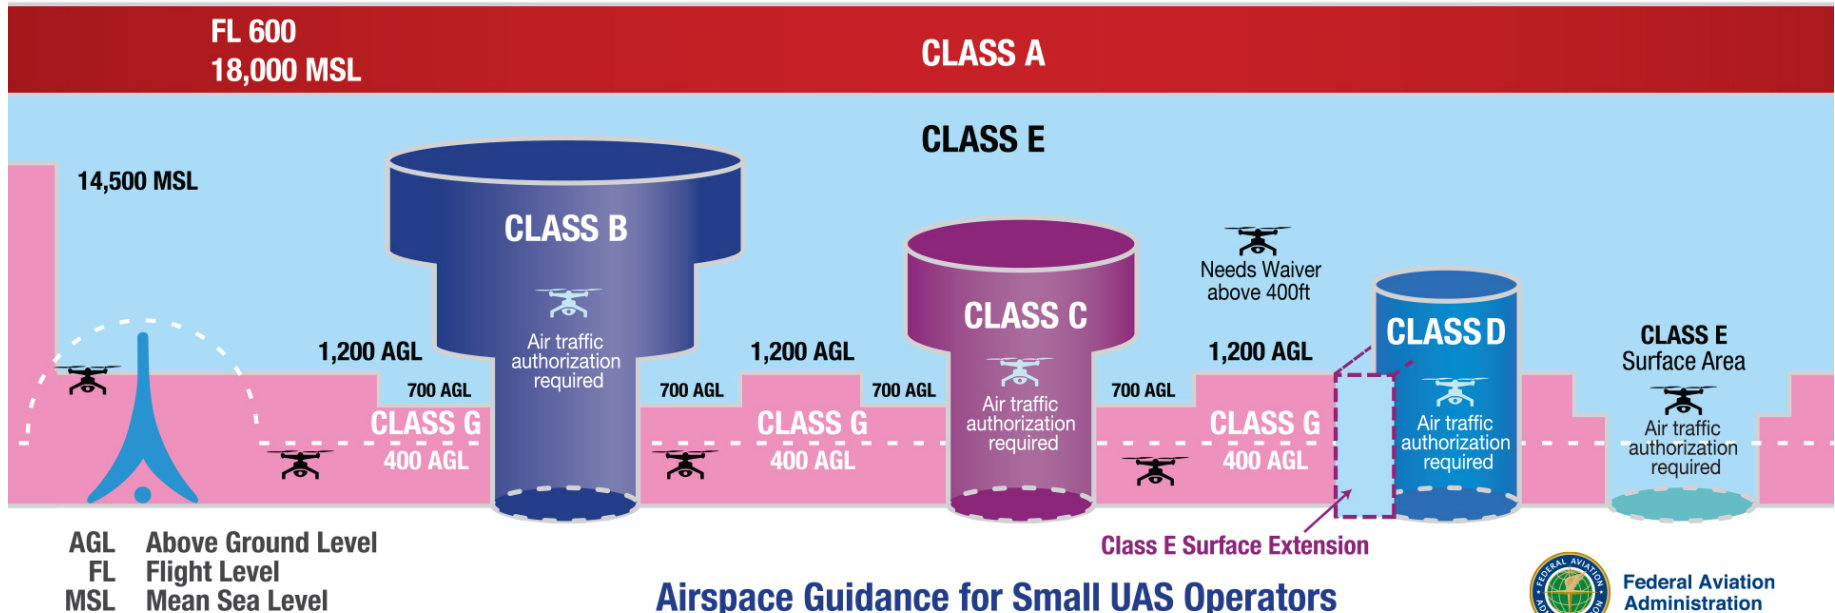 FL 600
18,000 MSL
CLASS A
CLASS E
14,500 MSL
CLASS B
Air traffic
authorization
required
CLASS C
Air traffic
authorization
required
Needs Waiver
above 400ft
CLASS D
Air traffic
authorization
required
CLASS E
Surface Area
Air traffic
authorization
required
1,200 AGL
700 AGL
CLASS G
400 AGL
700 AGL
1,200 AGL
700 AGL
CLASS G
400 AGL
700 AGL
1,200 AGL
CLASS G
400 AGL
Class E Surface Extension
AGL Above Ground Level
FL Flight Level
MSL Mean Sea Level
Airspace Guidance for Small UAS Operators
FEDERAL AVIATION
Federal Aviation
Administration